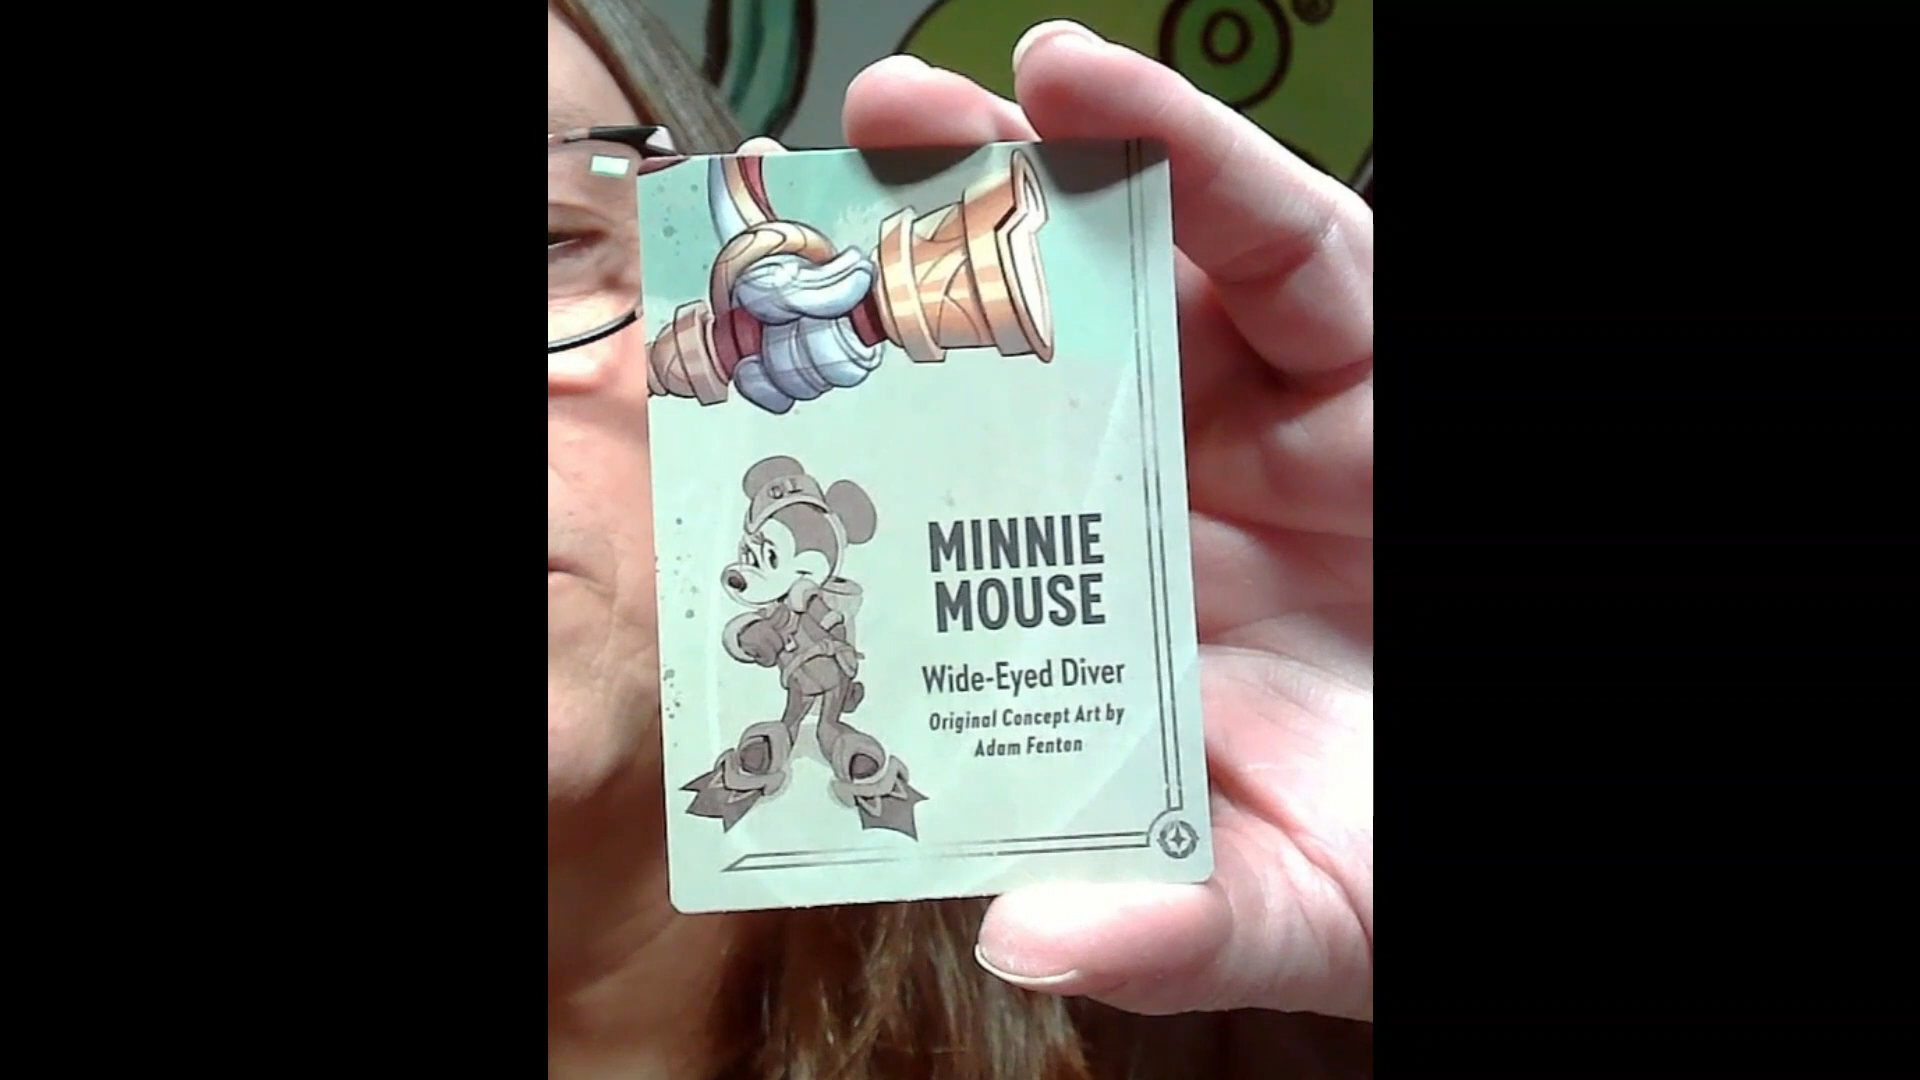 MINNIE
MOUSE
Wide-Eyed Diver
Original Concept Art by
Adam Fenton